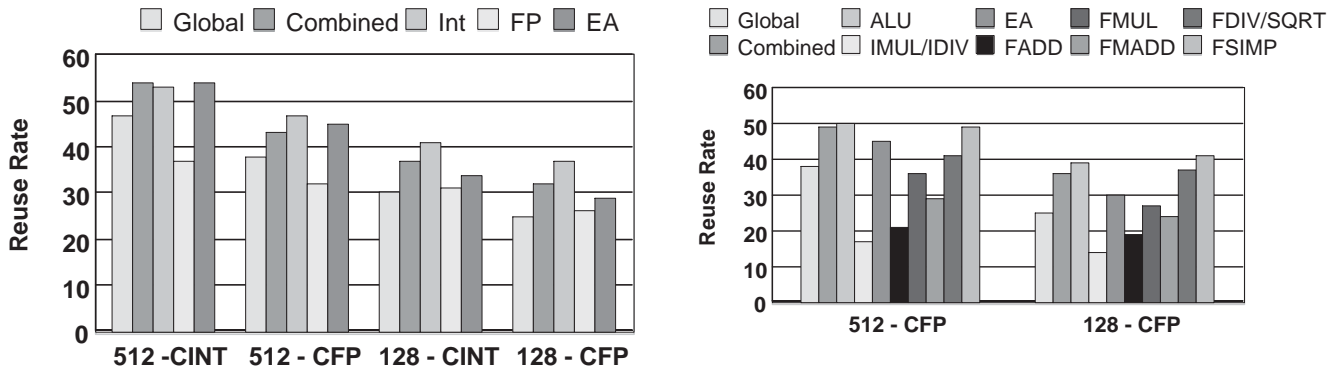 Global Combined Int FP EA
60
50
40
30
20
10
0
Reuse Rate
512 -CINT 512 - CFP 128 - CINT 128 - CFP
Global ALU EA FMUL FDIV/SQRT
Combined IMUL/IDIV FADD FMADD FSIMP
60
50
40
30
20
10
0
Reuse Rate
512 - CFP 128 - CFP